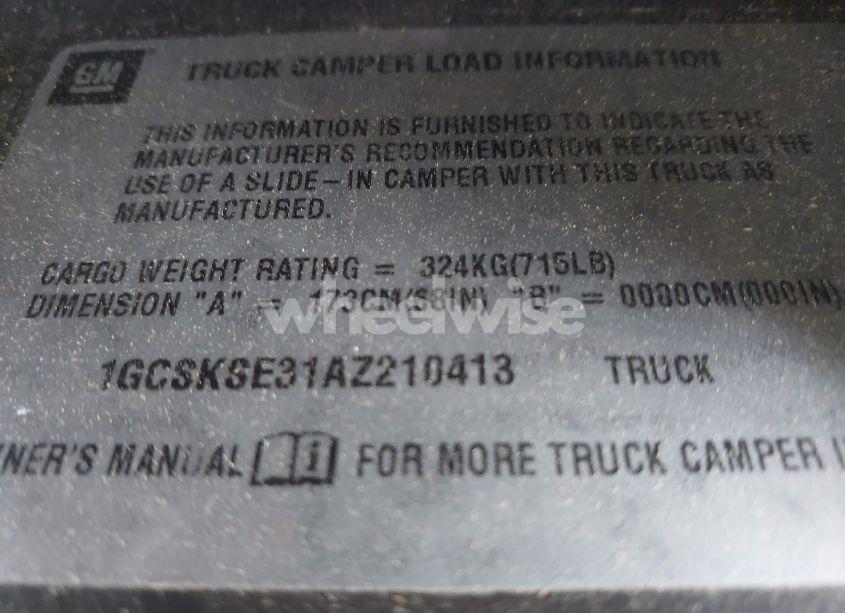 GM TRUCK CAMPER LOAD INFORMATION
THIS INFORMATION IS FURNISHED TO INDICATE THE
MANUFACTURER'S RECOMMENDATION REGARDING THE
USE OF A SLIDE-IN CAMPER WITH THIS TRUCK AS
MANUFACTURED.
CARGO WEIGHT RATING = 324KG(715LB)
DIMENSION "A" = 173CM(68IN) "B" = 0000CM(000IN)
wheelwise
1GCSKSE31AZ210413 TRUCK
NER'S MANUAL FOR MORE TRUCK CAMPER